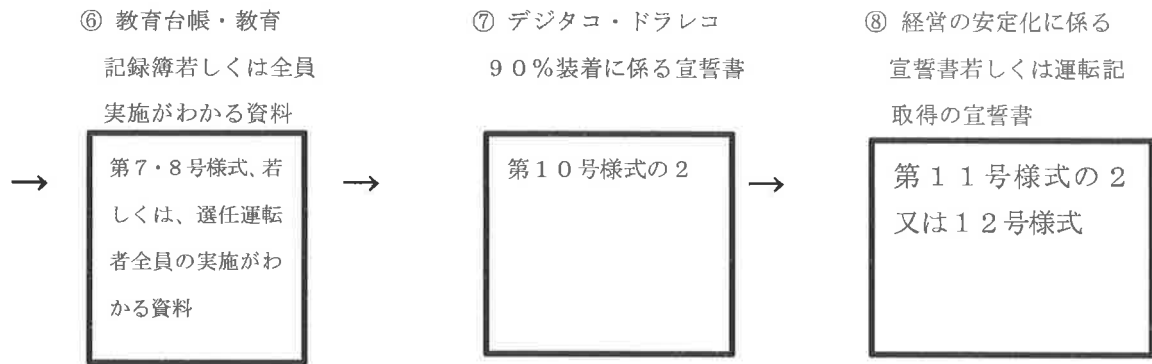 ⑥ 教育台帳・教育
記録簿若しくは全員
実施がわかる資料
⑦ デジタコ・ドラレコ
90%装着に係る宣誓書
⑧ 経営の安定化に係る
宣誓書若しくは運転記
取得の宣誓書
→
第7・8号様式、若
しくは、選任運転
者全員の実施がわ
かる資料
→
第10号様式の2
→
第11号様式の2
又は12号様式